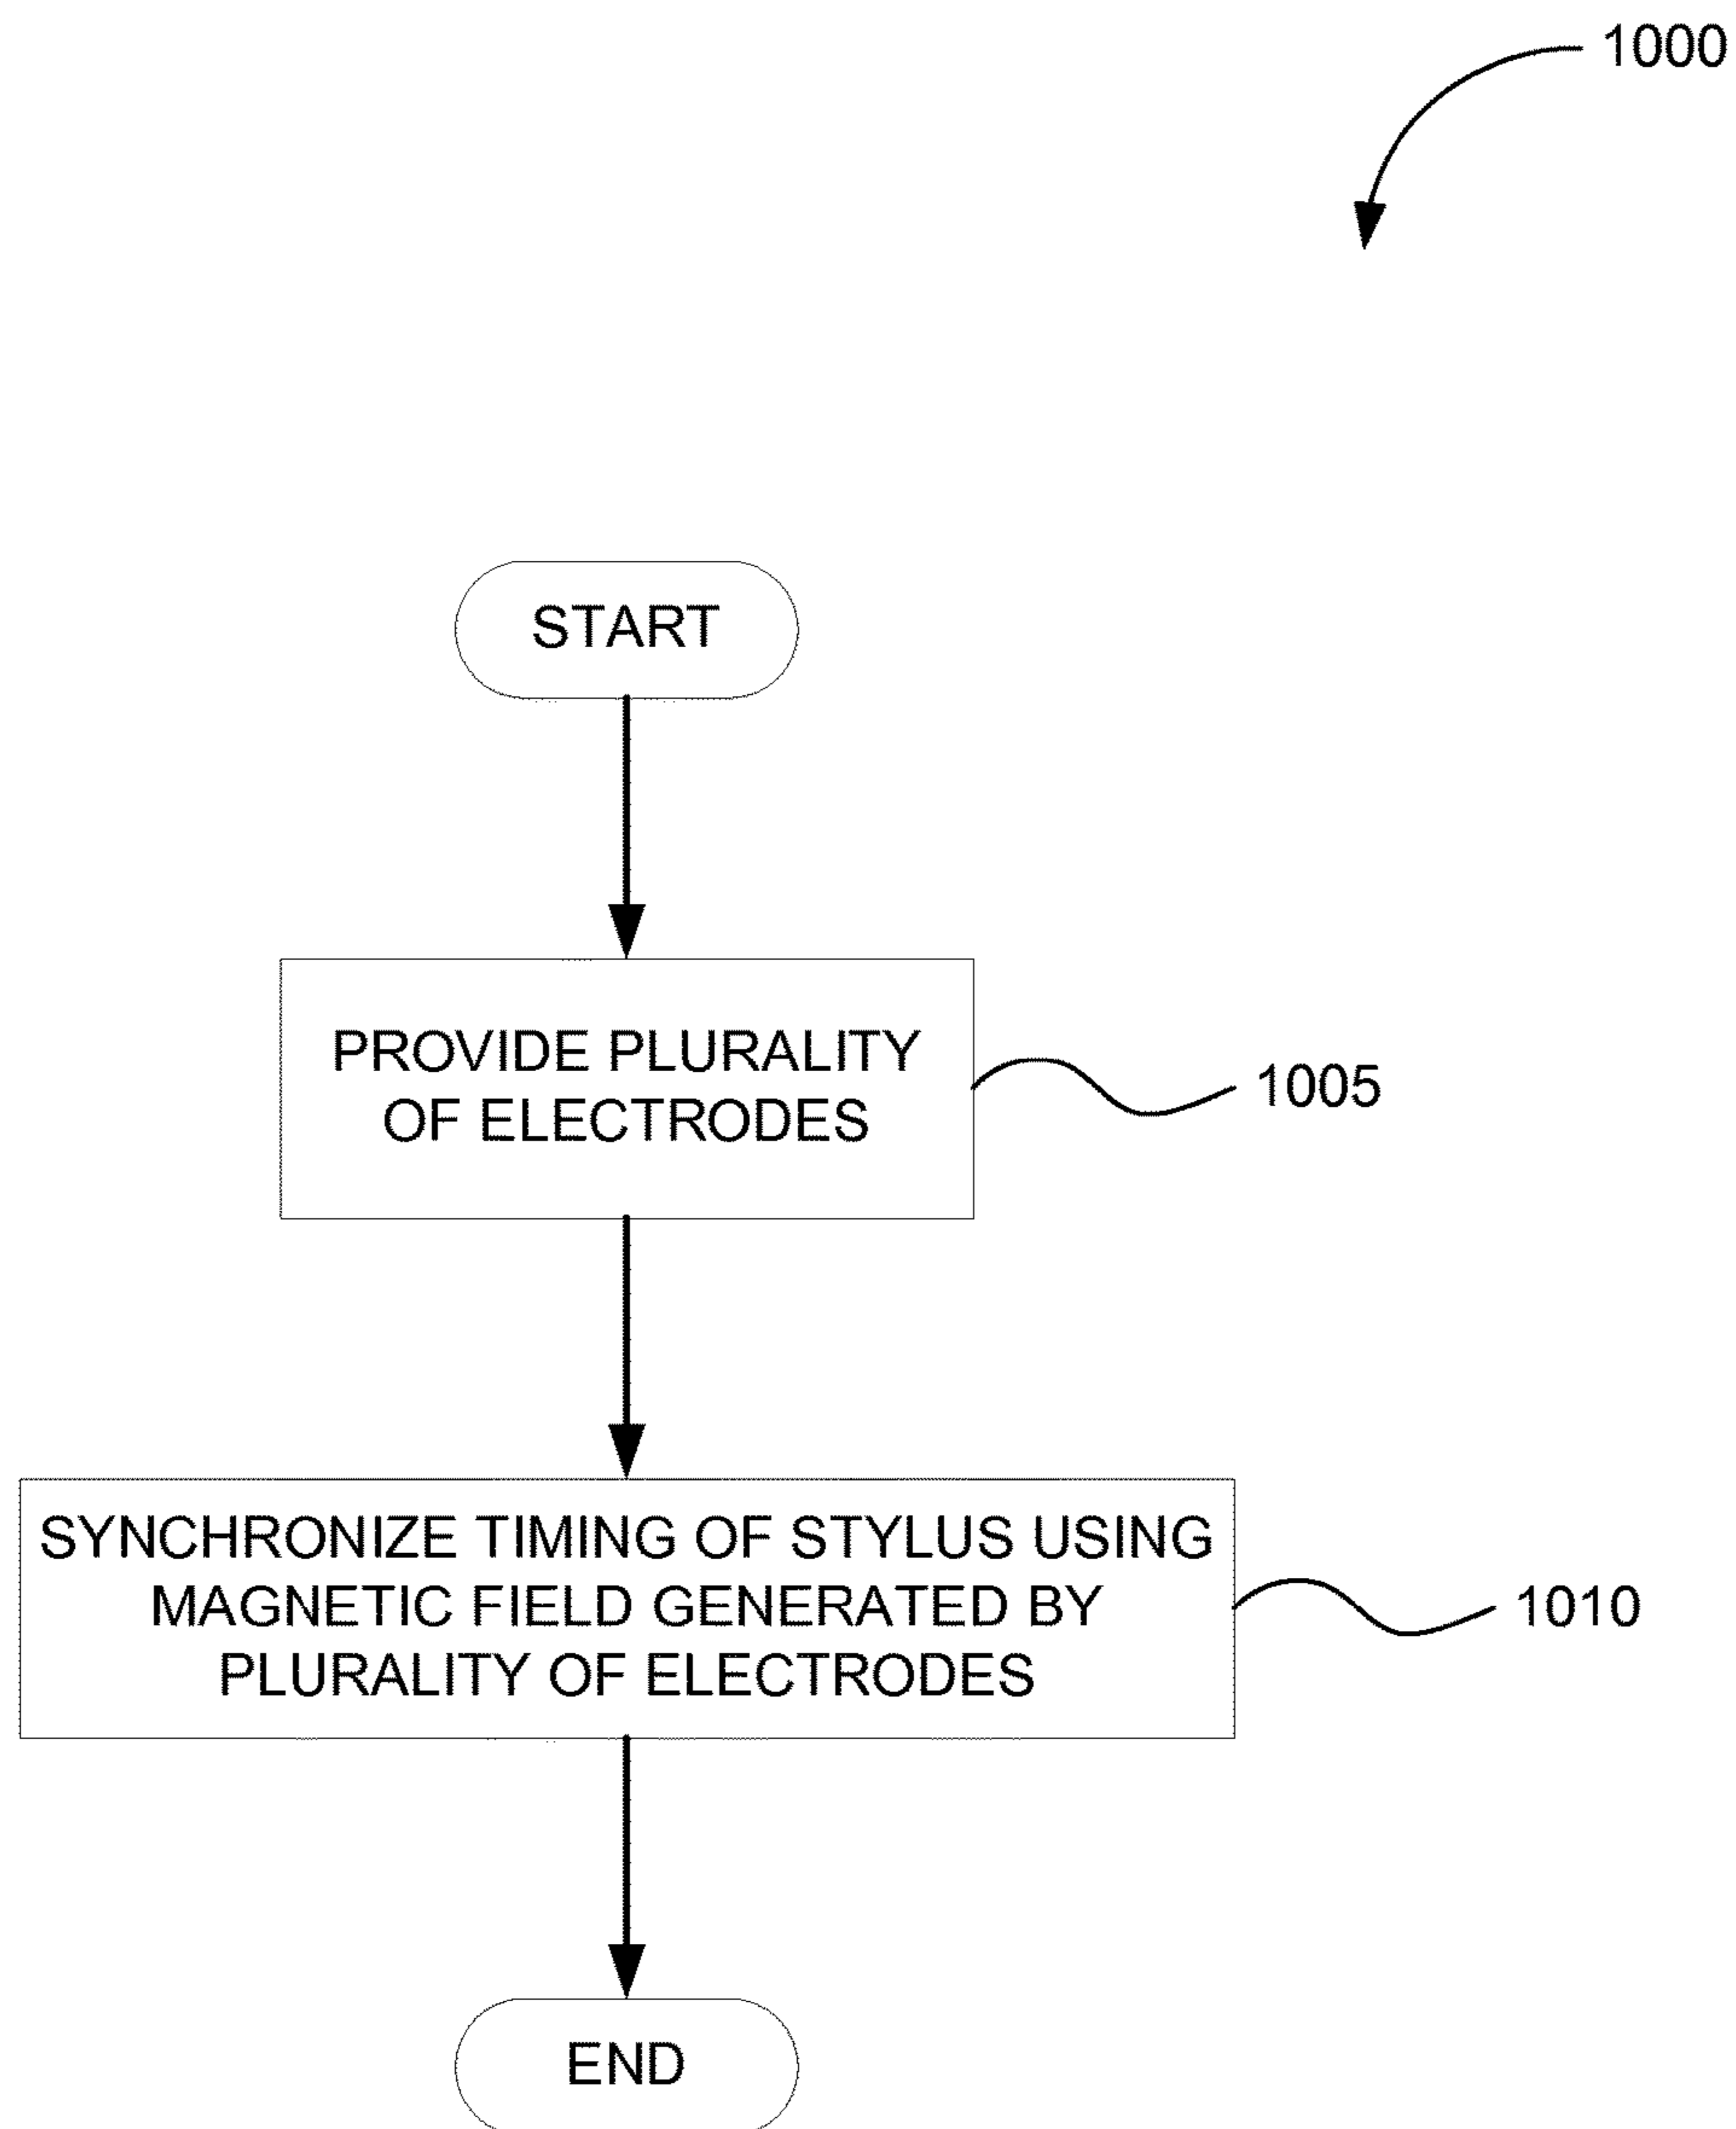 1000
START
PROVIDE PLURALITY
OF ELECTRODES
1005
SYNCHRONIZE TIMING OF STYLUS USING
MAGNETIC FIELD GENERATED BY
PLURALITY OF ELECTRODES
1010
END